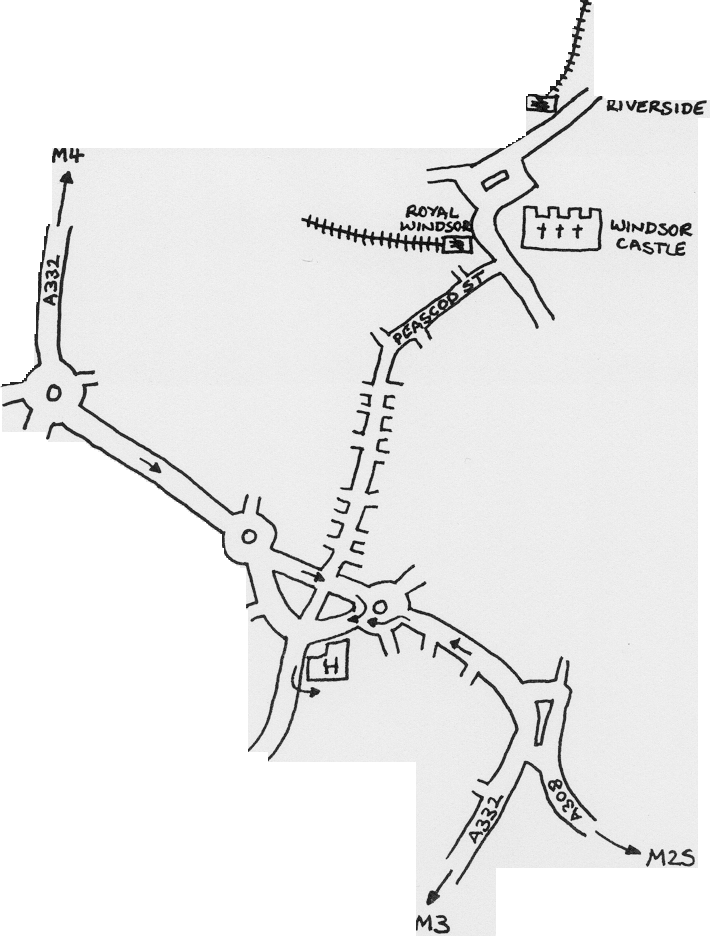 RIVERSIDE
M4
ROYAL
WINDSOR
WINDSOR
CASTLE
A332
PEASCOD ST
H
A332
A308
M25
M3